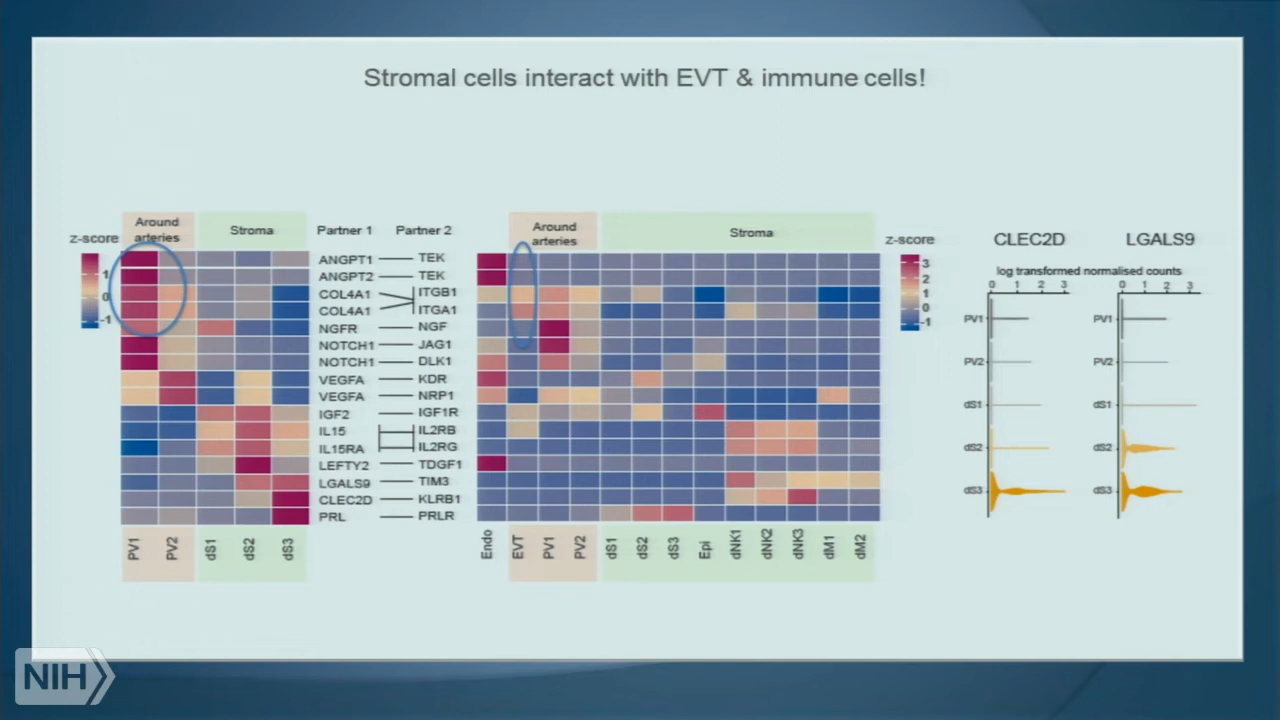 Stromal cells interact with EVT & immune cells!
Around arteries
Stroma
Partner 1
Partner 2
z-score
1
0
-1
ANGPT1 TEK
ANGPT2 TEK
COL4A1 ITGB1
COL4A1 ITGA1
NGFR NGF
NOTCH1 JAG1
NOTCH1 DLK1
VEGFA KDR
VEGFA NRP1
IGF2 IGF1R
IL15 IL2RB
IL15RA IL2RG
LEFTY2 TDGF1
LGALS9 TIM3
CLEC2D KLRB1
PRL PRLR
PV1 PV2 dS1 dS2 dS3
Around arteries
Stroma
z-score
3
2
1
0
-1
Endo EVT PV1 PV2 dS1 dS2 dS3 Epi dNK1 dNK2 dNK3 dM1 dM2
CLEC2D LGALS9
log transformed normalised counts
0 1 2 3 0 1 2 3
PV1 PV1
PV2 PV2
dS1 dS1
dS2 dS2
dS3 dS3
NIH